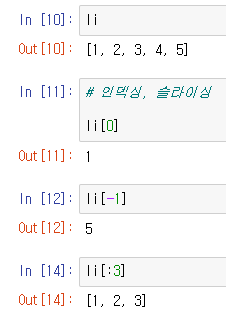 In [10]: li
Out[10]: [1, 2, 3, 4, 5]
In [11]: # 인덱싱, 슬라이싱
li[0]
Out[11]: 1
In [12]: li[-1]
Out[12]: 5
In [14]: li[:3]
Out[14]: [1, 2, 3]